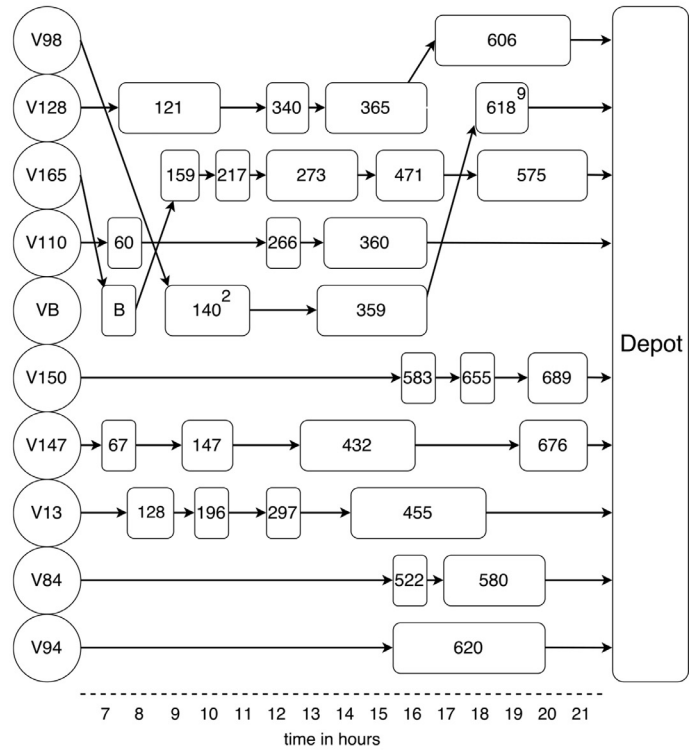 V98 606
V128 121 340 365 618 9
V165 159 217 273 471 575
V110 60 266 360
VB B 140 2 359
Depot
V150 583 655 689
V147 67 147 432 676
V13 128 196 297 455
V84 522 580
V94 620
7 8 9 10 11 12 13 14 15 16 17 18 19 20 21
time in hours